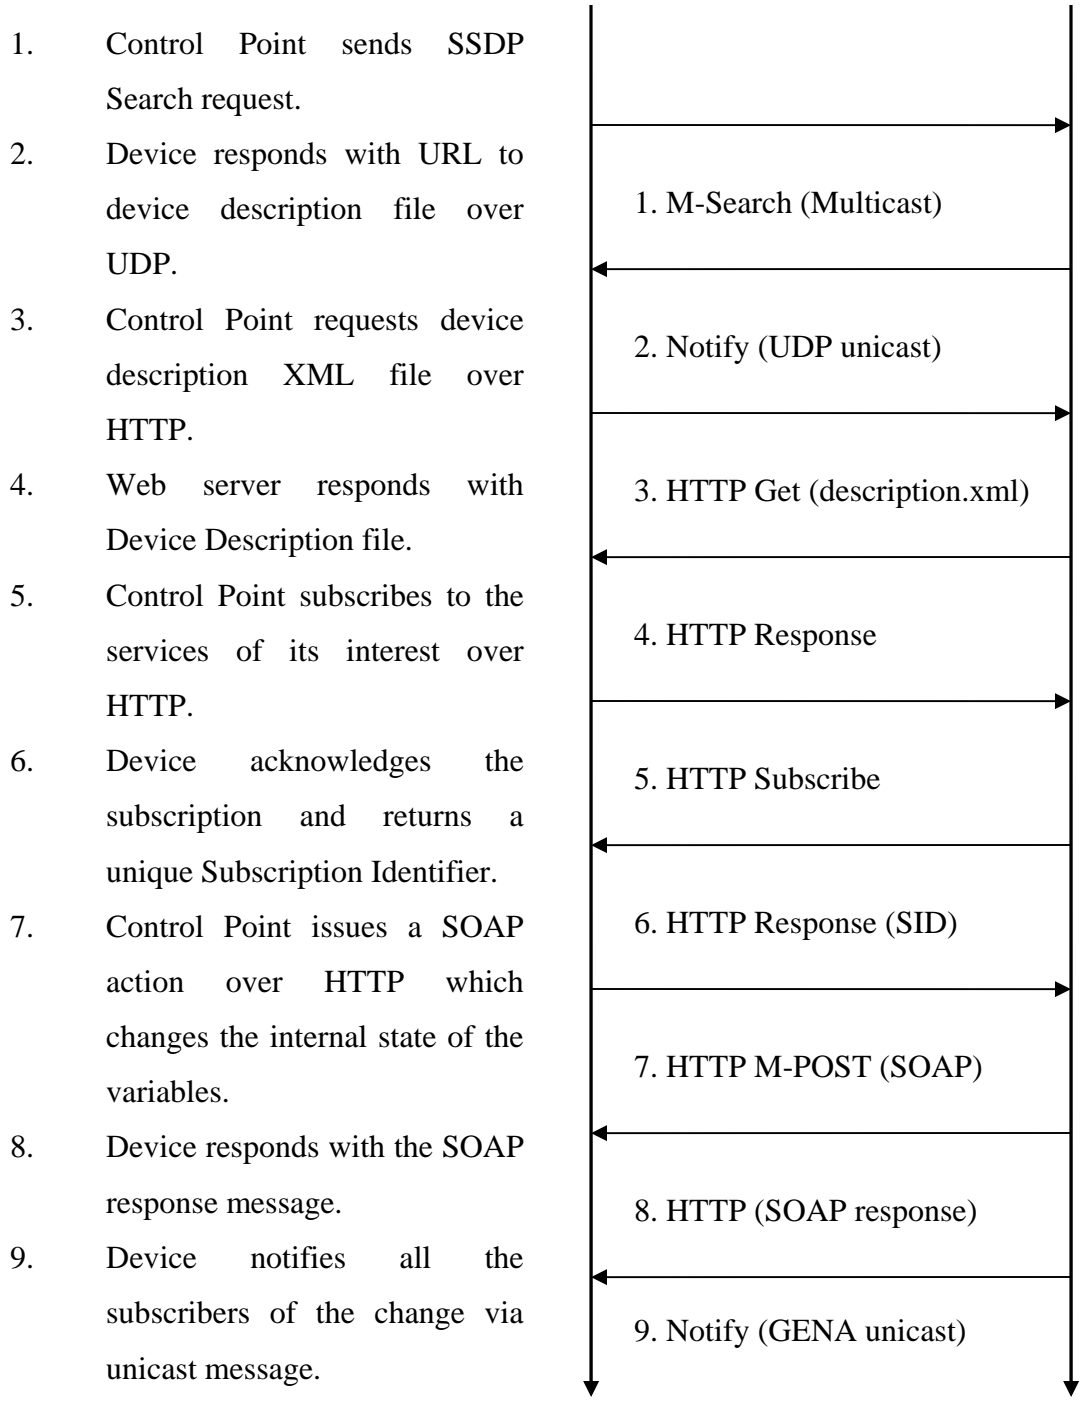 1. Control Point sends SSDP
Search request.
2. Device responds with URL to
device description file over
UDP.
3. Control Point requests device
description XML file over
HTTP.
4. Web server responds with
Device Description file.
5. Control Point subscribes to the
services of its interest over
HTTP.
6. Device acknowledges the
subscription and returns a
unique Subscription Identifier.
7. Control Point issues a SOAP
action over HTTP which
changes the internal state of the
variables.
8. Device responds with the SOAP
response message.
9. Device notifies all the
subscribers of the change via
unicast message.
1. M-Search (Multicast)
2. Notify (UDP unicast)
3. HTTP Get (description.xml)
4. HTTP Response
5. HTTP Subscribe
6. HTTP Response (SID)
7. HTTP M-POST (SOAP)
8. HTTP (SOAP response)
9. Notify (GENA unicast)